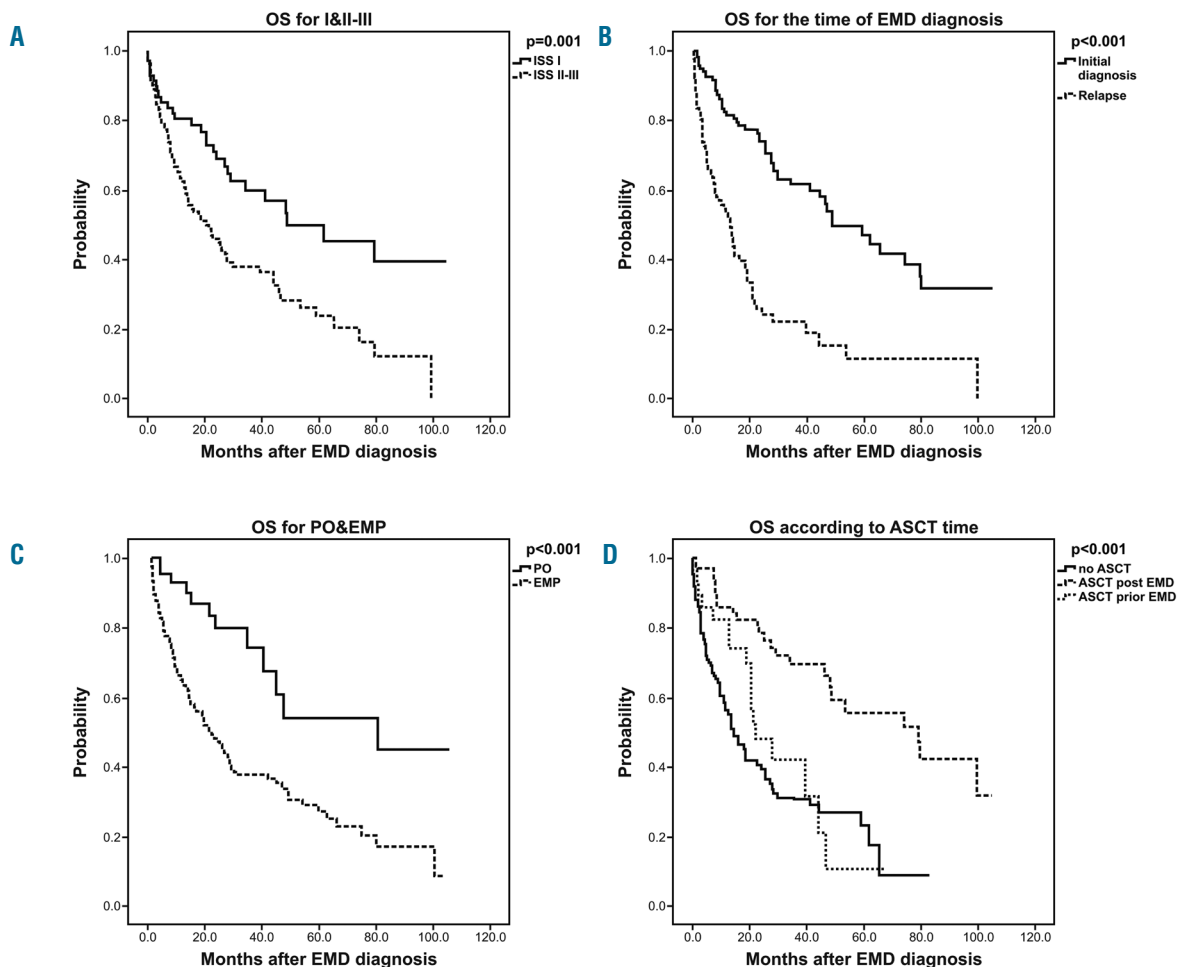 A
OS for I&II-III
p=0.001
ISS I
ISS II-III
Probability
1.0
0.8
0.6
0.4
0.2
0.0
0.0 20.0 40.0 60.0 80.0 100.0 120.0
Months after EMD diagnosis
B
OS for the time of EMD diagnosis
p<0.001
Initial
diagnosis
Relapse
Probability
1.0
0.8
0.6
0.4
0.2
0.0
0.0 20.0 40.0 60.0 80.0 100.0 120.0
Months after EMD diagnosis
C
OS for PO&EMP
p<0.001
PO
EMP
Probability
1.0
0.8
0.6
0.4
0.2
0.0
0.0 20.0 40.0 60.0 80.0 100.0 120.0
Months after EMD diagnosis
D
OS according to ASCT time
p<0.001
no ASCT
ASCT post EMD
ASCT prior EMD
Probability
1.0
0.8
0.6
0.4
0.2
0.0
0.0 20.0 40.0 60.0 80.0 100.0 120.0
Months after EMD diagnosis